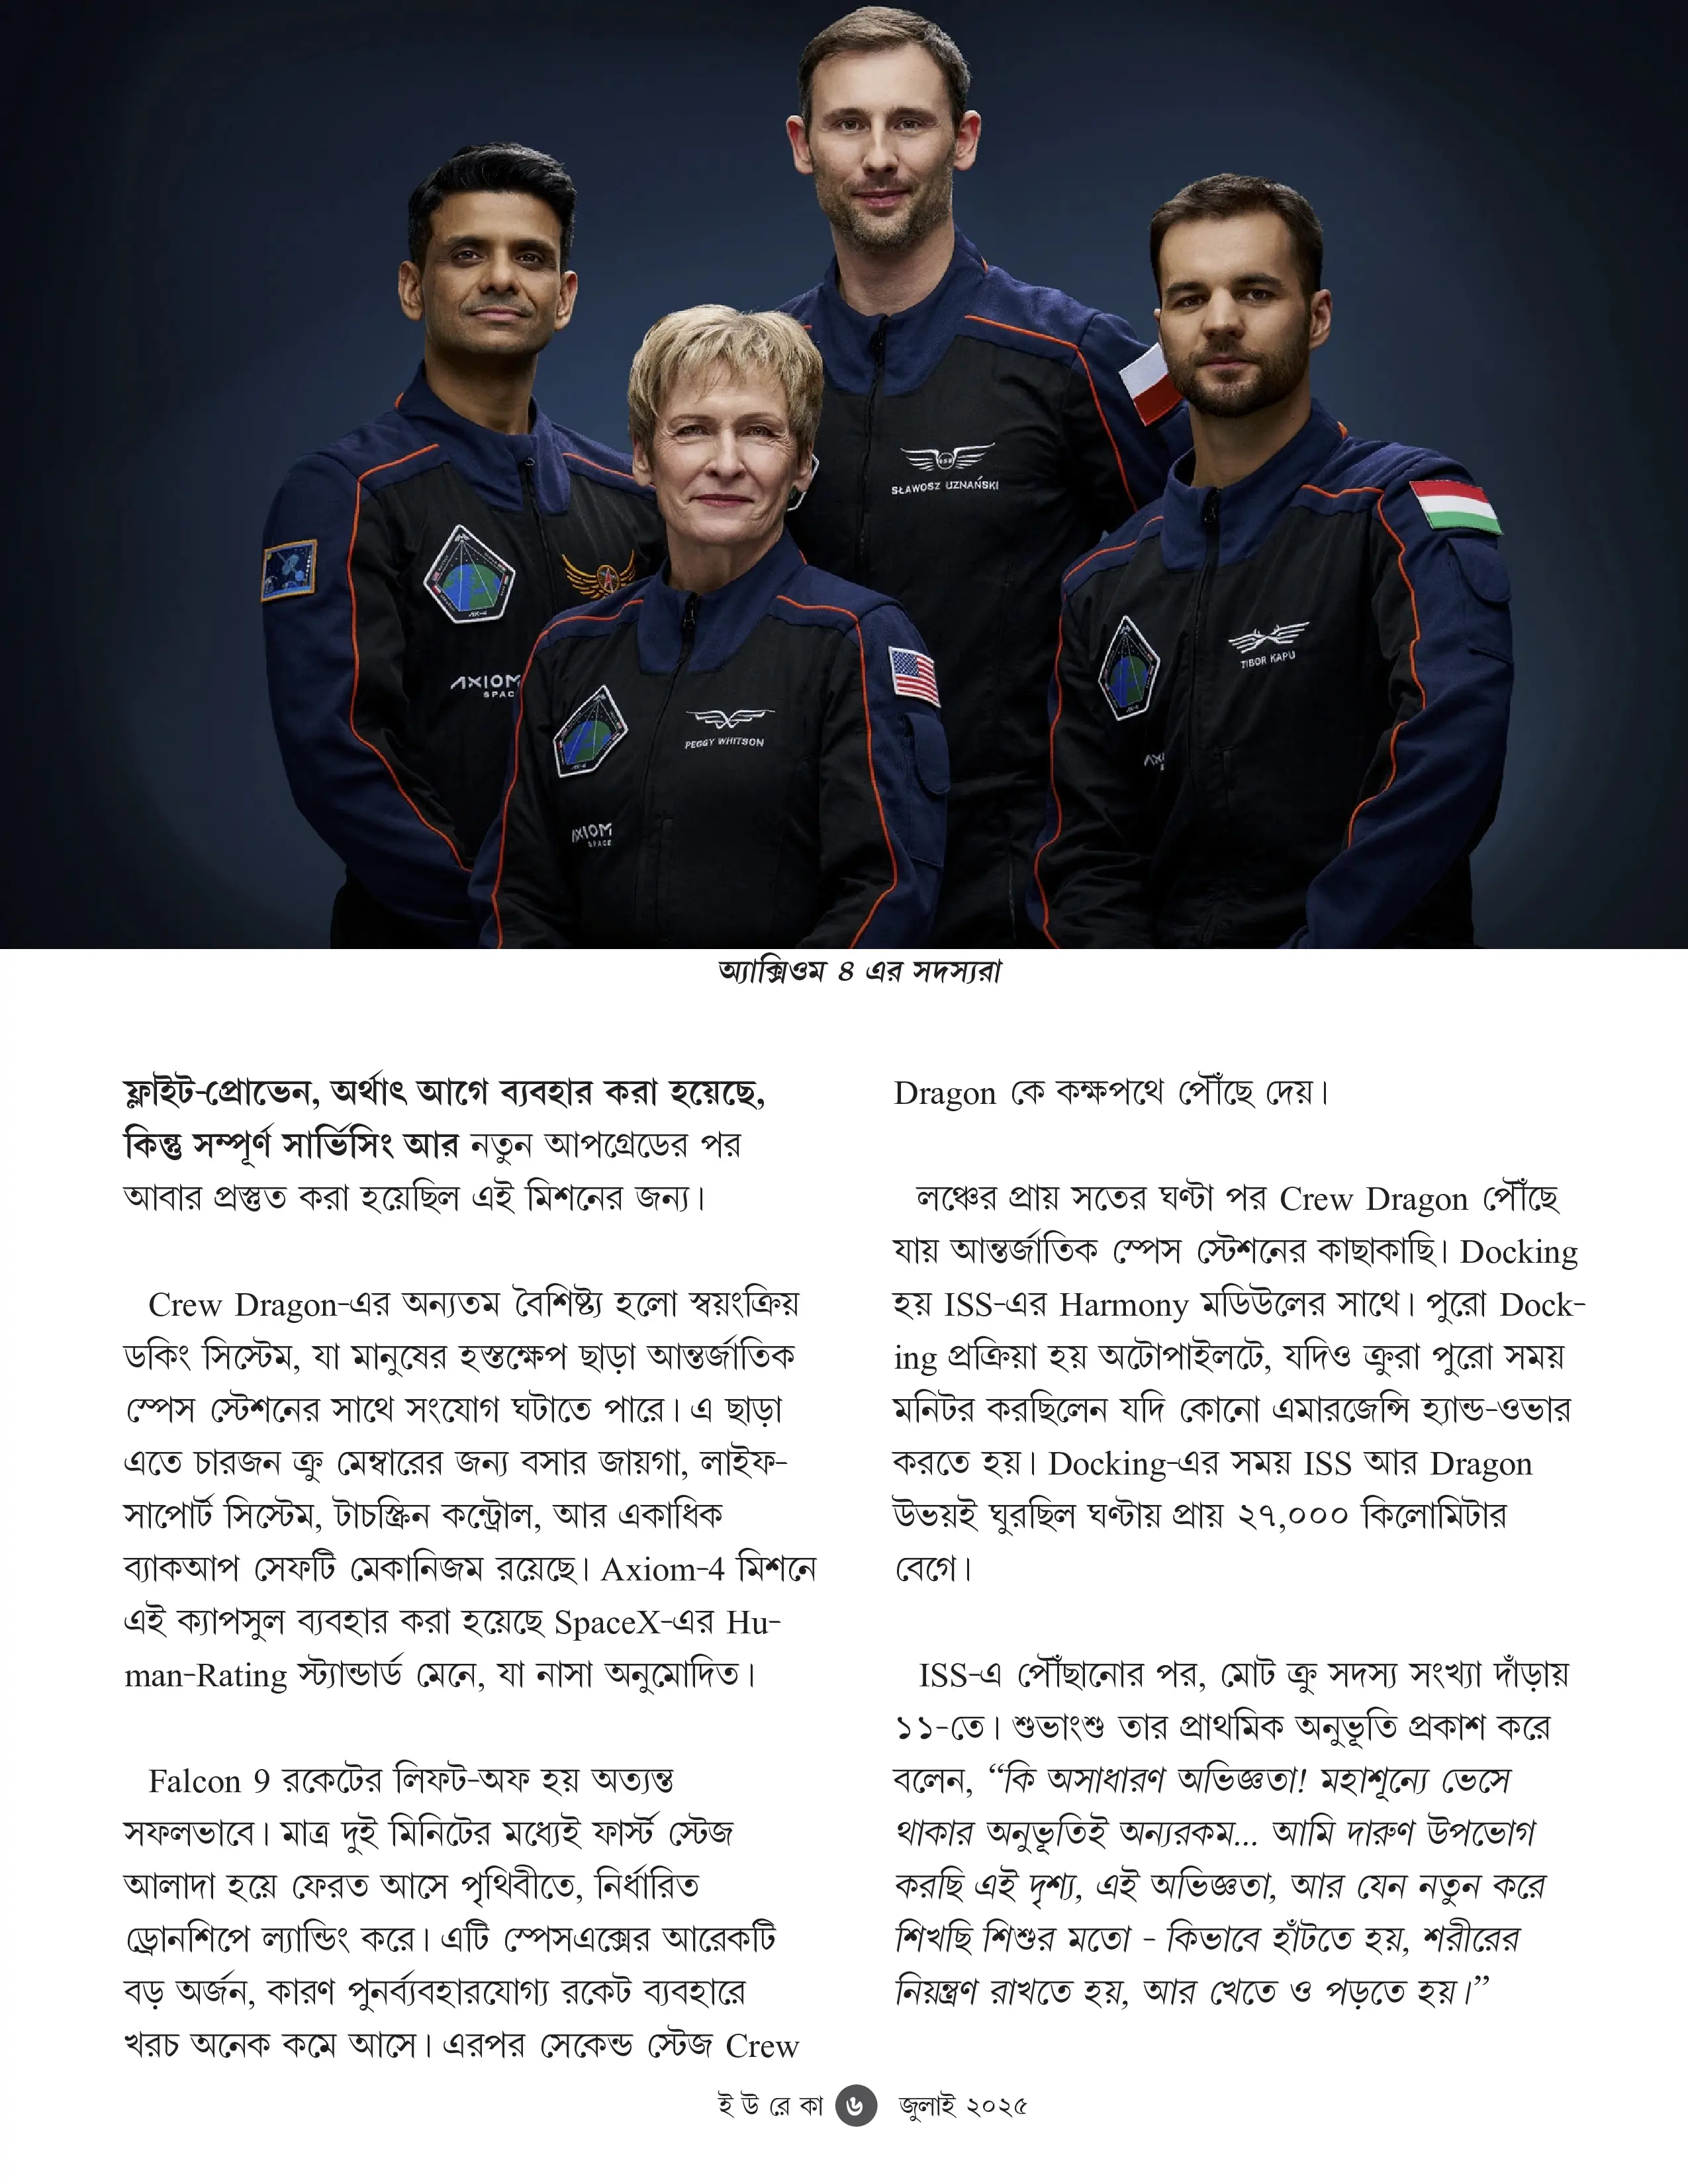 SŁAWOSZ UZNAŃSKI
TIBOR KAPU
AXIOM
SPAC
PEGGY WHITSON
AXIOM
SPACE
AX-4
অ্যাক্সিওম ৪ এর সদস্যরা
ফ্লাইট-প্রোভেন, অর্থাৎ আগে ব্যবহার করা হয়েছে,
কিন্তু সম্পূর্ণ সার্ভিসিং আর নতুন আপগ্রেডের পর
আবার প্রস্তুত করা হয়েছিল এই মিশনের জন্য।
Crew Dragon-এর অন্যতম বৈশিষ্ট্য হলো স্বয়ংক্রিয়
ডকিং সিস্টেম, যা মানুষের হস্তক্ষেপ ছাড়া আন্তর্জাতিক
স্পেস স্টেশনের সাথে সংযোগ ঘটাতে পারে। এ ছাড়া
এতে চারজন ক্রু মেম্বারের জন্য বসার জায়গা, লাইফ-
সাপোর্ট সিস্টেম, টাচস্ক্রিন কন্ট্রোল, আর একাধিক
ব্যাকআপ সেফটি মেকানিজম রয়েছে। Axiom-4 মিশনে
এই ক্যাপসুল ব্যবহার করা হয়েছে SpaceX-এর Hu-
man-Rating স্ট্যান্ডার্ড মেনে, যা নাসা অনুমোদিত।
Falcon 9 রকেটের লিফট-অফ হয় অত্যন্ত
সফলভাবে। মাত্র দুই মিনিটের মধ্যেই ফার্স্ট স্টেজ
আলাদা হয়ে ফেরত আসে পৃথিবীতে, নির্ধারিত
ড্রোনশিপে ল্যান্ডিং করে। এটি স্পেসএক্সের আরেকটি
বড় অর্জন, কারণ পুনর্ব্যবহারযোগ্য রকেট ব্যবহারে
খরচ অনেক কমে আসে। এরপর সেকেন্ড স্টেজ Crew
Dragon কে কক্ষপথে পৌঁছে দেয়।
লঞ্চের প্রায় সতের ঘণ্টা পর Crew Dragon পৌঁছে
যায় আন্তর্জাতিক স্পেস স্টেশনের কাছাকাছি। Docking
হয় ISS-এর Harmony মডিউলের সাথে। পুরো Dock-
ing প্রক্রিয়া হয় অটোপাইলটে, যদিও ক্রুরা পুরো সময়
মনিটর করছিলেন যদি কোনো এমারজেন্সি হ্যান্ড-ওভার
করতে হয়। Docking-এর সময় ISS আর Dragon
উভয়ই ঘুরছিল ঘণ্টায় প্রায় ২৭,০০০ কিলোমিটার
বেগে।
ISS-এ পৌঁছানোর পর, মোট ক্রু সদস্য সংখ্যা দাঁড়ায়
১১-তে। শুভাংশু তার প্রাথমিক অনুভূতি প্রকাশ করে
বলেন, “কি অসাধারণ অভিজ্ঞতা! মহাশূন্যে ভেসে
থাকার অনুভূতিই অন্যরকম... আমি দারুণ উপভোগ
করছি এই দৃশ্য, এই অভিজ্ঞতা, আর যেন নতুন করে
শিখছি শিশুর মতো - কিভাবে হাঁটতে হয়, শরীরের
নিয়ন্ত্রণ রাখতে হয়, আর খেতে ও পড়তে হয়।”
ই উ রে কা ৬ জুলাই ২০২৫